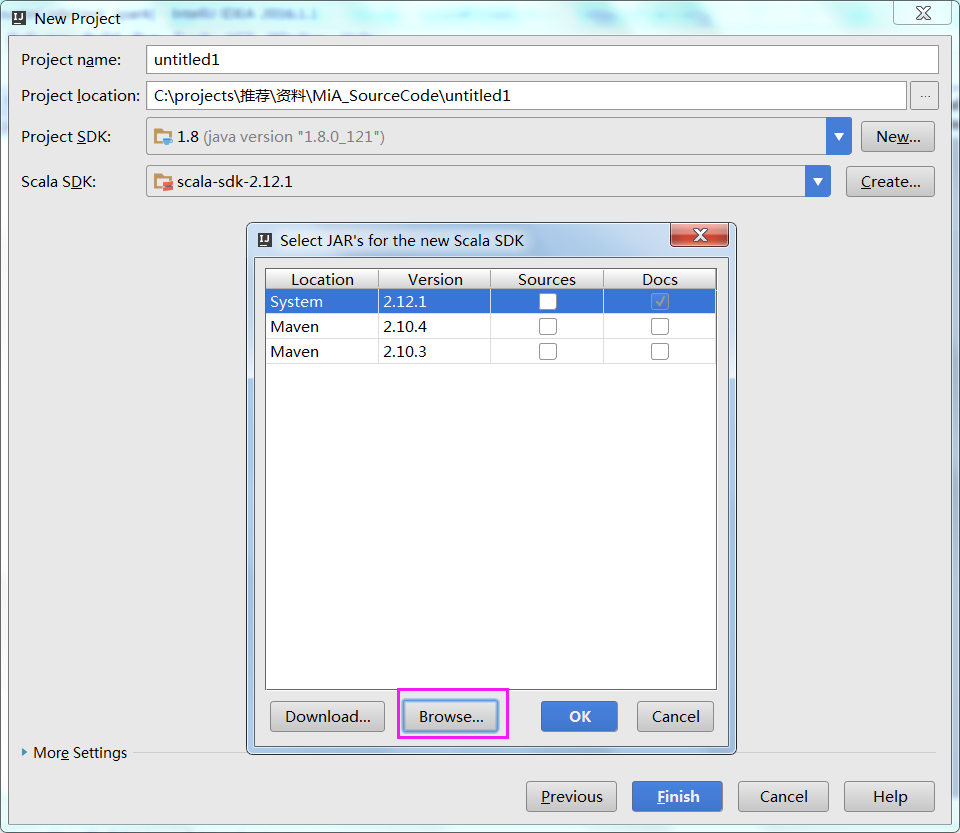 New Project
Project name: untitled1
Project location: C:\projects\推荐\资料\MiA_SourceCode\untitled1 ...
Project SDK: 1.8 (java version "1.8.0_121") New...
Scala SDK: scala-sdk-2.12.1 Create...
Select JAR's for the new Scala SDK
Location Version Sources Docs
System 2.12.1
Maven 2.10.4
Maven 2.10.3
Download... Browse... OK Cancel
More Settings
Previous Finish Cancel Help